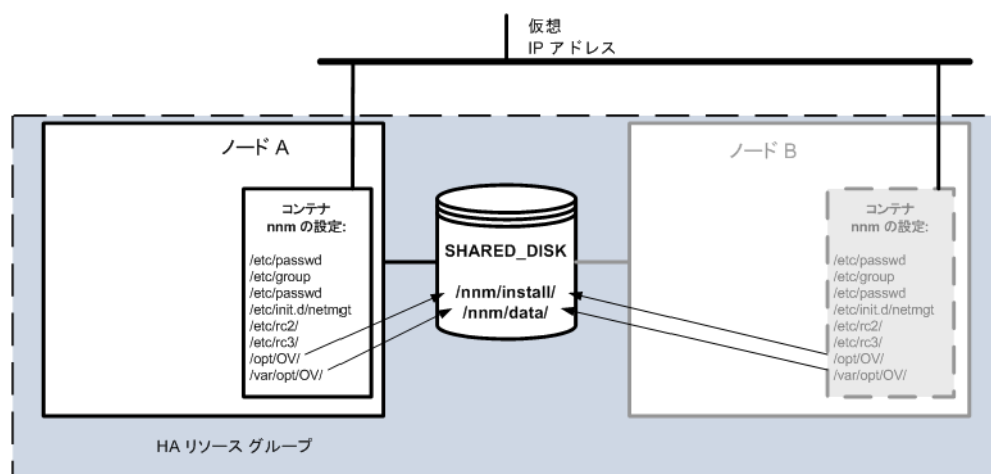 仮想
IP アドレス
ノード A
コンテナ
nnm の設定:
/etc/passwd
/etc/group
/etc/passwd
/etc/init.d/netmgt
/etc/rc2/
/etc/rc3/
/opt/OV/
/var/opt/OV/
SHARED_DISK
/nnm/install/
/nnm/data/
ノード B
コンテナ
nnm の設定:
/etc/passwd
/etc/group
/etc/passwd
/etc/init.d/netmgt
/etc/rc2/
/etc/rc3/
/opt/OV/
/var/opt/OV/
HA リソース グループ